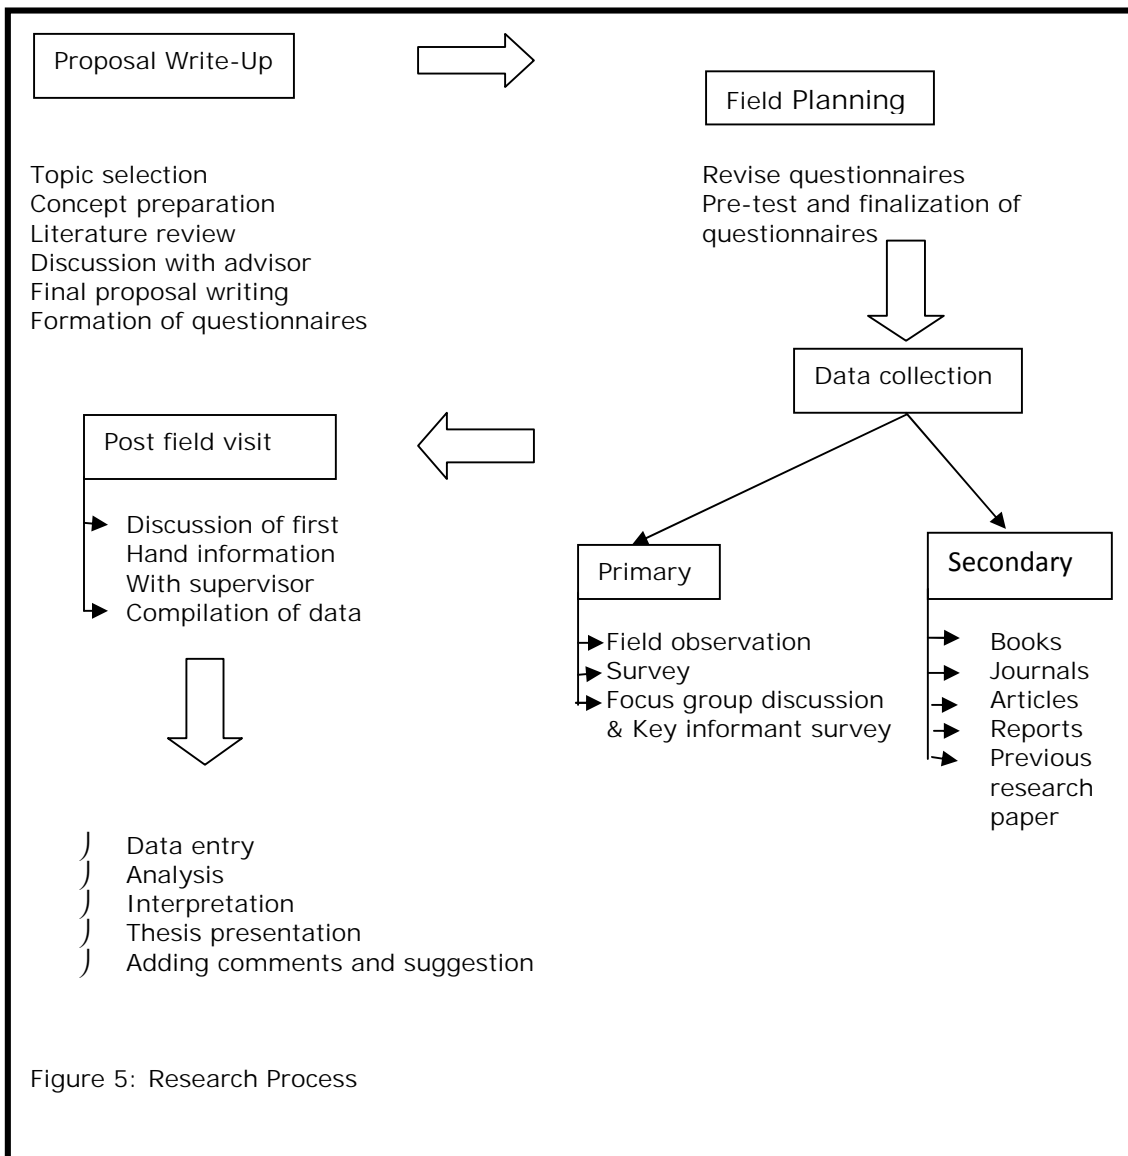 Proposal Write-Up
Field Planning
Topic selection
Concept preparation
Literature review
Discussion with advisor
Final proposal writing
Formation of questionnaires
Revise questionnaires
Pre-test and finalization of
questionnaires
Data collection
Primary
Field observation
Survey
Focus group discussion
& Key informant survey
Secondary
Books
Journals
Articles
Reports
Previous
research
paper
Post field visit
Discussion of first
Hand information
With supervisor
Compilation of data
Data entry
Analysis
Interpretation
Thesis presentation
Adding comments and suggestion
Figure 5: Research Process